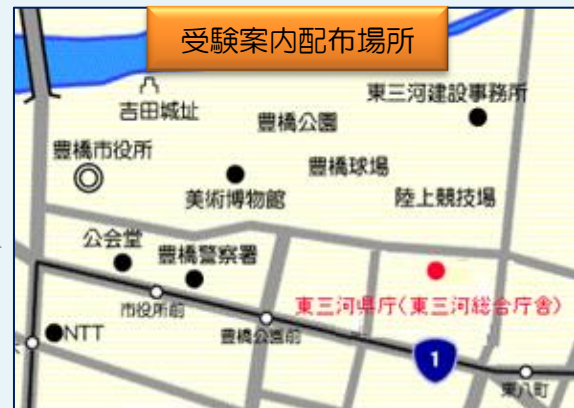 受験案内配布場所
吉田城址
東三河建設事務所
豊橋公園
豊橋市役所
豊橋球場
美術博物館
陸上競技場
公会堂
豊橋警察署
市役所前
東三河県庁(東三河総合庁舎)
NTT
豊橋公園前
1
東八町